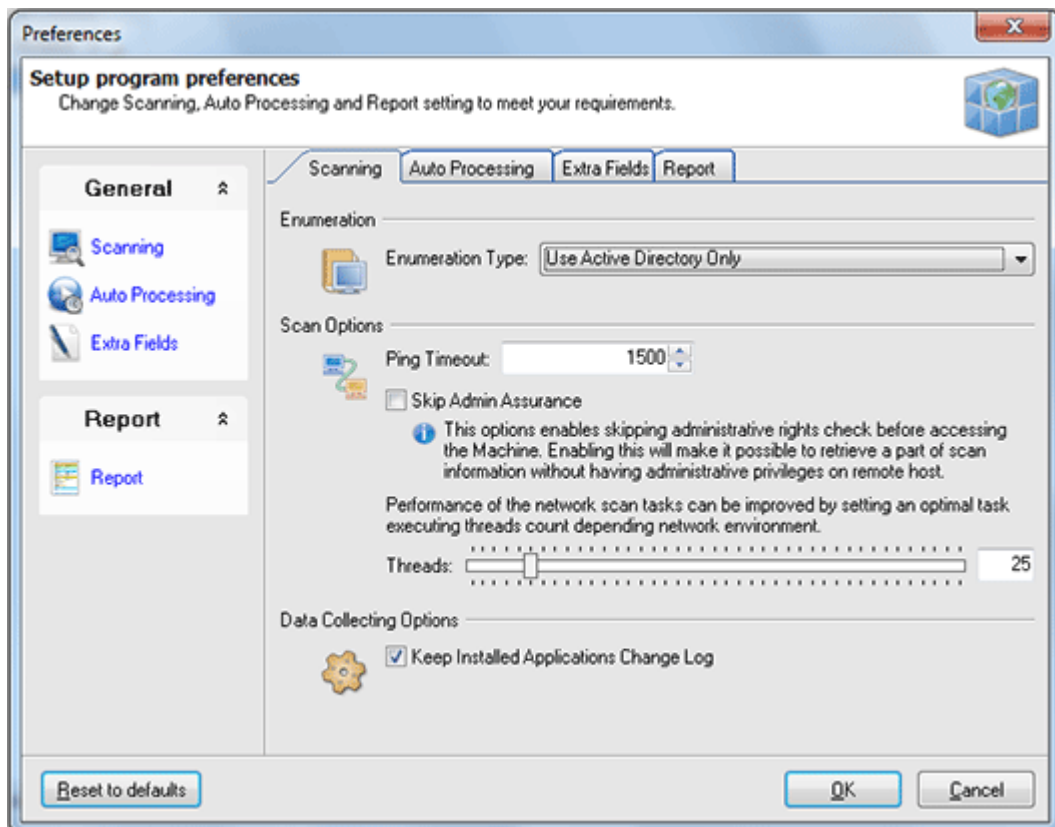 Preferences
Setup program preferences
Change Scanning, Auto Processing and Report setting to meet your requirements.
General
Scanning
Auto Processing
Extra Fields
Report
Report
Scanning Auto Processing Extra Fields Report
Enumeration
Enumeration Type: Use Active Directory Only
Scan Options
Ping Timeout: 1500
Skip Admin Assurance
This options enables skipping administrative rights check before accessing
the Machine. Enabling this will make it possible to retrieve a part of scan
information without having administrative privileges on remote host.
Performance of the network scan tasks can be improved by setting an optimal task
executing threads count depending network environment.
Threads: 25
Data Collecting Options
Keep Installed Applications Change Log
Reset to defaults OK Cancel